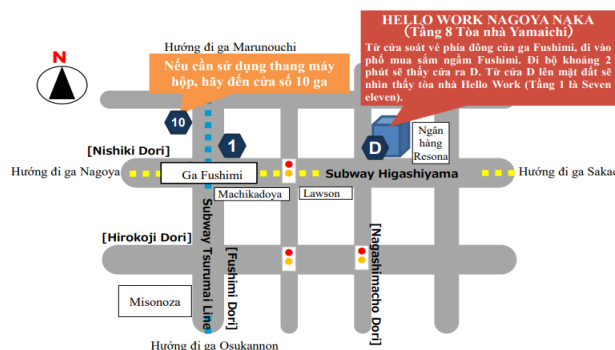 HELLO WORK NAGOYA NAKA
(Tầng 8 Tòa nhà Yamaichi)
Từ cửa soát vé phía đông của ga Fushimi, đi vào
phố mua sắm ngầm Fushimi. Đi bộ khoảng 2
phút sẽ thấy cửa ra D. Từ cửa D lên mặt đất sẽ
nhìn thấy tòa nhà Hello Work (Tầng 1 là Seven
eleven).
N
Hướng đi ga Marunouchi
Nếu cần sử dụng thang máy
hộp, hãy đến cửa số 10 ga
10
1
D
Ngân
hàng
Resona
[Nishiki Dori]
Hướng đi ga Nagoya
Ga Fushimi
Subway Higashiyama
Hướng đi ga Sakae
Machikadoya
Lawson
[Hirokoji Dori]
Subway Tsurumai Line
[Fushimi Dori]
[Nagashimacho Dori]
Misonoza
Hướng đi ga Osukannon